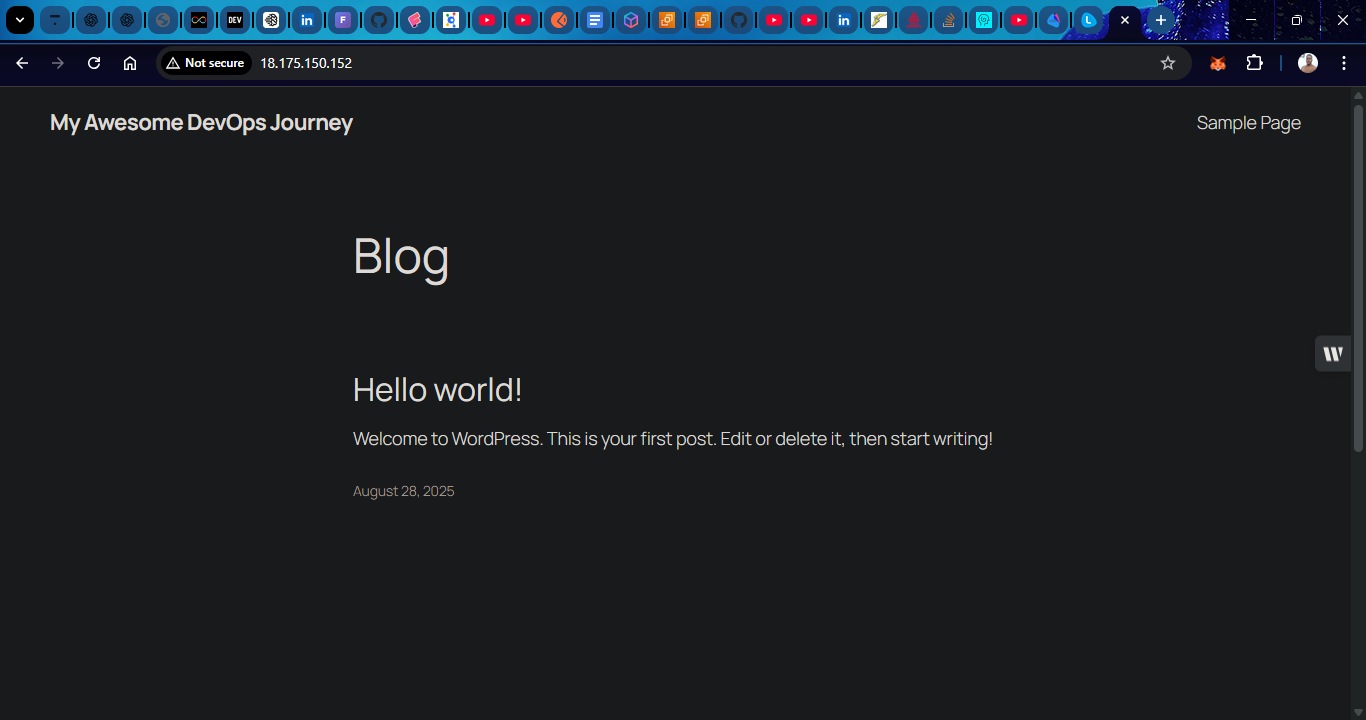 DEV
in
F
in
L
Not secure
18.175.150.152
My Awesome DevOps Journey
Sample Page
Blog
Hello world!
Welcome to WordPress. This is your first post. Edit or delete it, then start writing!
August 28, 2025
W